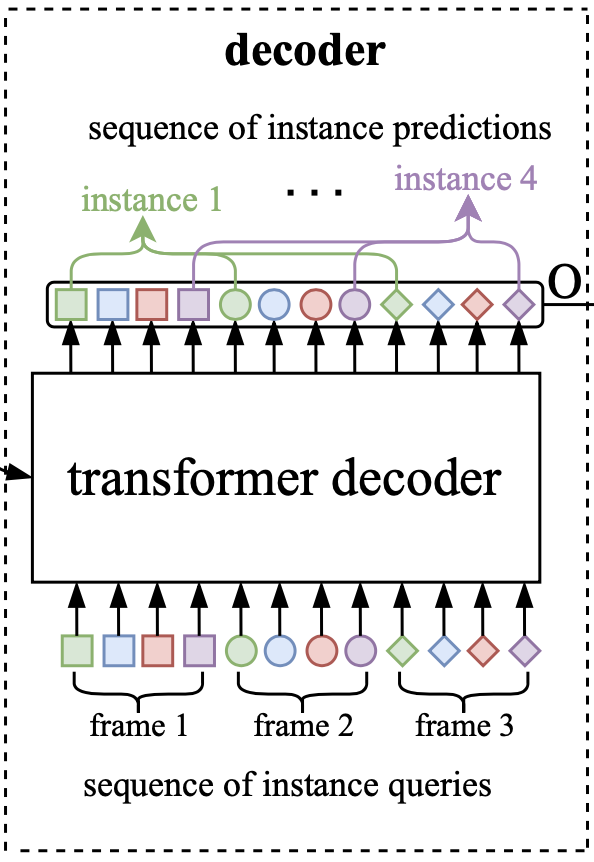 decoder
sequence of instance predictions
instance 1
. . .
instance 4
O
transformer decoder
frame 1
frame 2
frame 3
sequence of instance queries